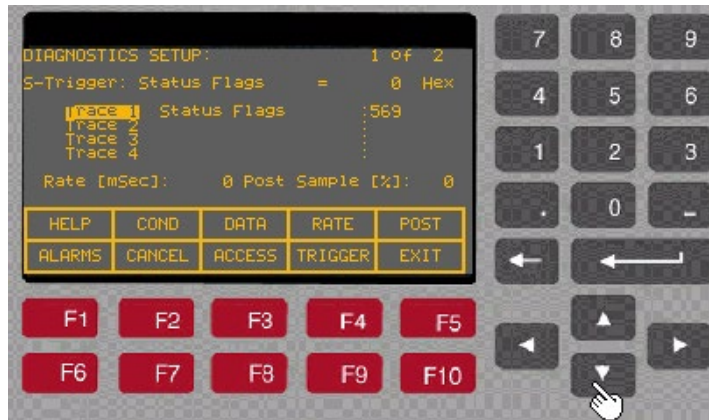 DIAGNOSTICS SETUP: 1 of 2
S-Trigger: Status Flags = 0 Hex
Trace 1 Status Flags :569
Trace 2 :
Trace 3 :
Trace 4 :
Rate [mSec]: 0 Post Sample [%]: 0
HELP COND DATA RATE POST
ALARMS CANCEL ACCESS TRIGGER EXIT
F1 F2 F3 F4 F5
F6 F7 F8 F9 F10
7 8 9
4 5 6
1 2 3
. 0 -